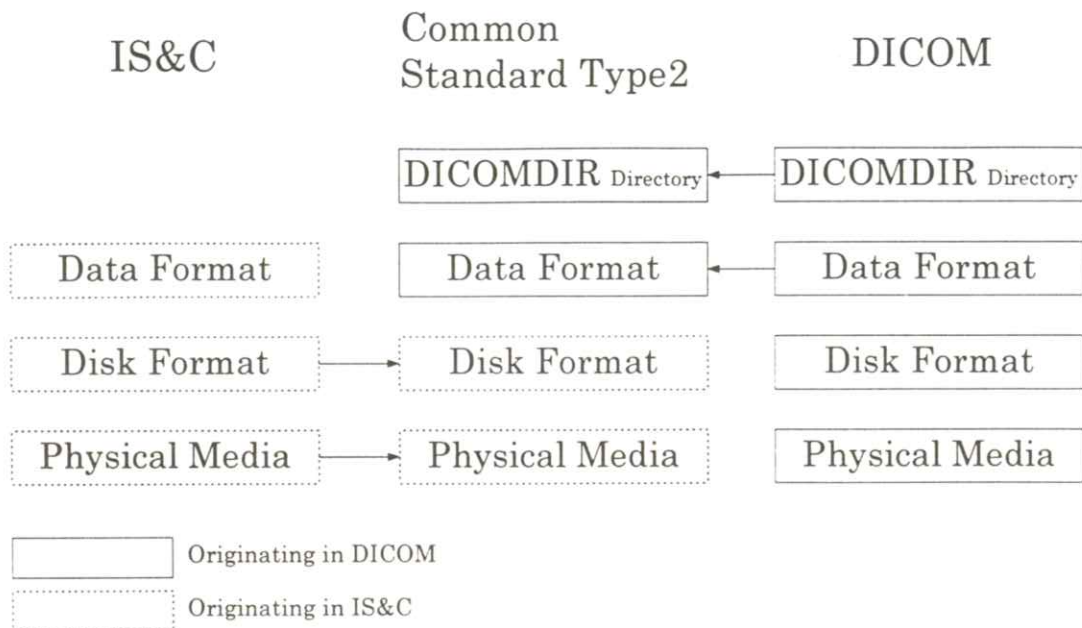 IS&C
Common
Standard Type2
DICOM
DICOMDIR Directory
DICOMDIR Directory
Data Format
Data Format
Data Format
Disk Format
Disk Format
Disk Format
Physical Media
Physical Media
Physical Media
Originating in DICOM
Originating in IS&C